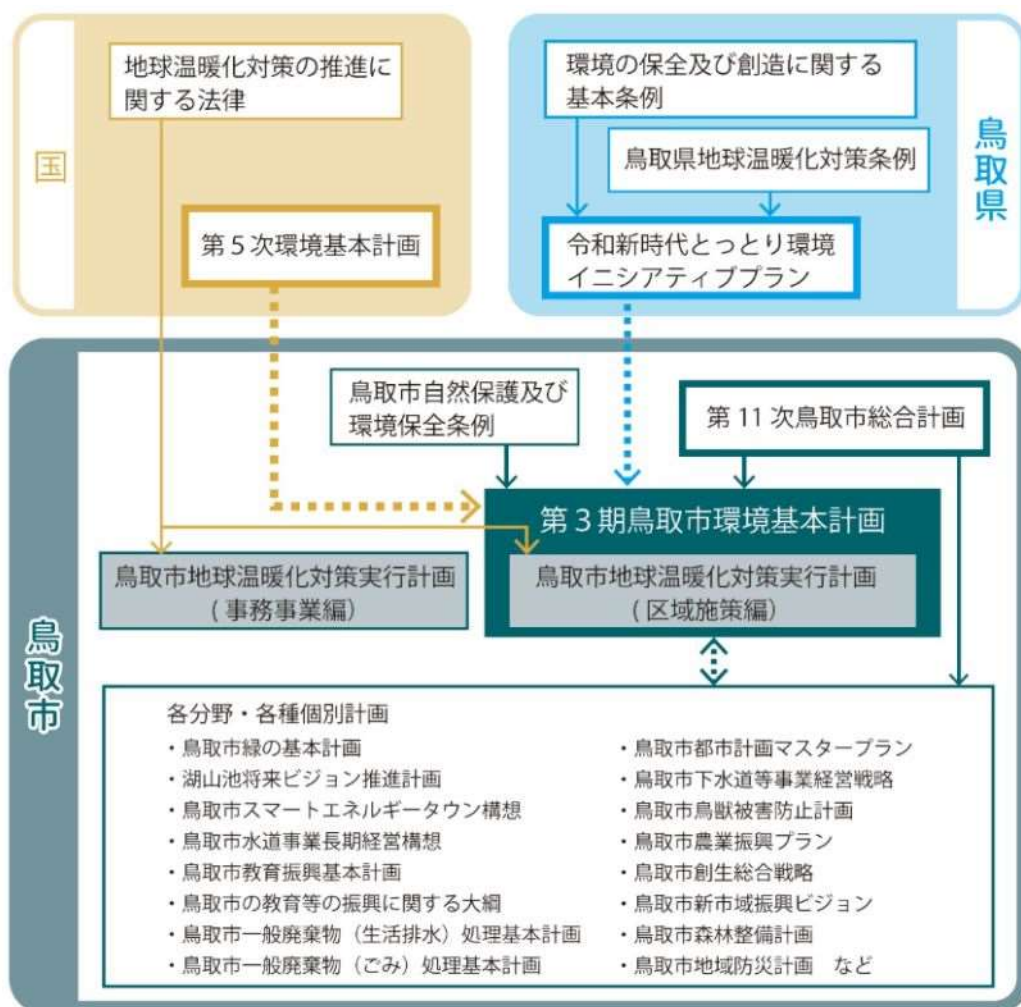 国
地球温暖化対策の推進に
関する法律
第5次環境基本計画
鳥取県
環境の保全及び創造に関する
基本条例
鳥取県地球温暖化対策条例
令和新時代とっとり環境
イニシアティブプラン
鳥取市
鳥取市自然保護及び
環境保全条例
第11次鳥取市総合計画
第3期鳥取市環境基本計画
鳥取市地球温暖化対策実行計画
(事務事業編)
鳥取市地球温暖化対策実行計画
(区域施策編)
各分野・各種個別計画
・鳥取市緑の基本計画
・湖山池将来ビジョン推進計画
・鳥取市スマートエネルギータウン構想
・鳥取市水道事業長期経営構想
・鳥取市教育振興基本計画
・鳥取市の教育等の振興に関する大綱
・鳥取市一般廃棄物（生活排水）処理基本計画
・鳥取市一般廃棄物（ごみ）処理基本計画
・鳥取市都市計画マスタープラン
・鳥取市下水道等事業経営戦略
・鳥取市鳥獣被害防止計画
・鳥取市農業振興プラン
・鳥取市創生総合戦略
・鳥取市新市域振興ビジョン
・鳥取市森林整備計画
・鳥取市地域防災計画　など